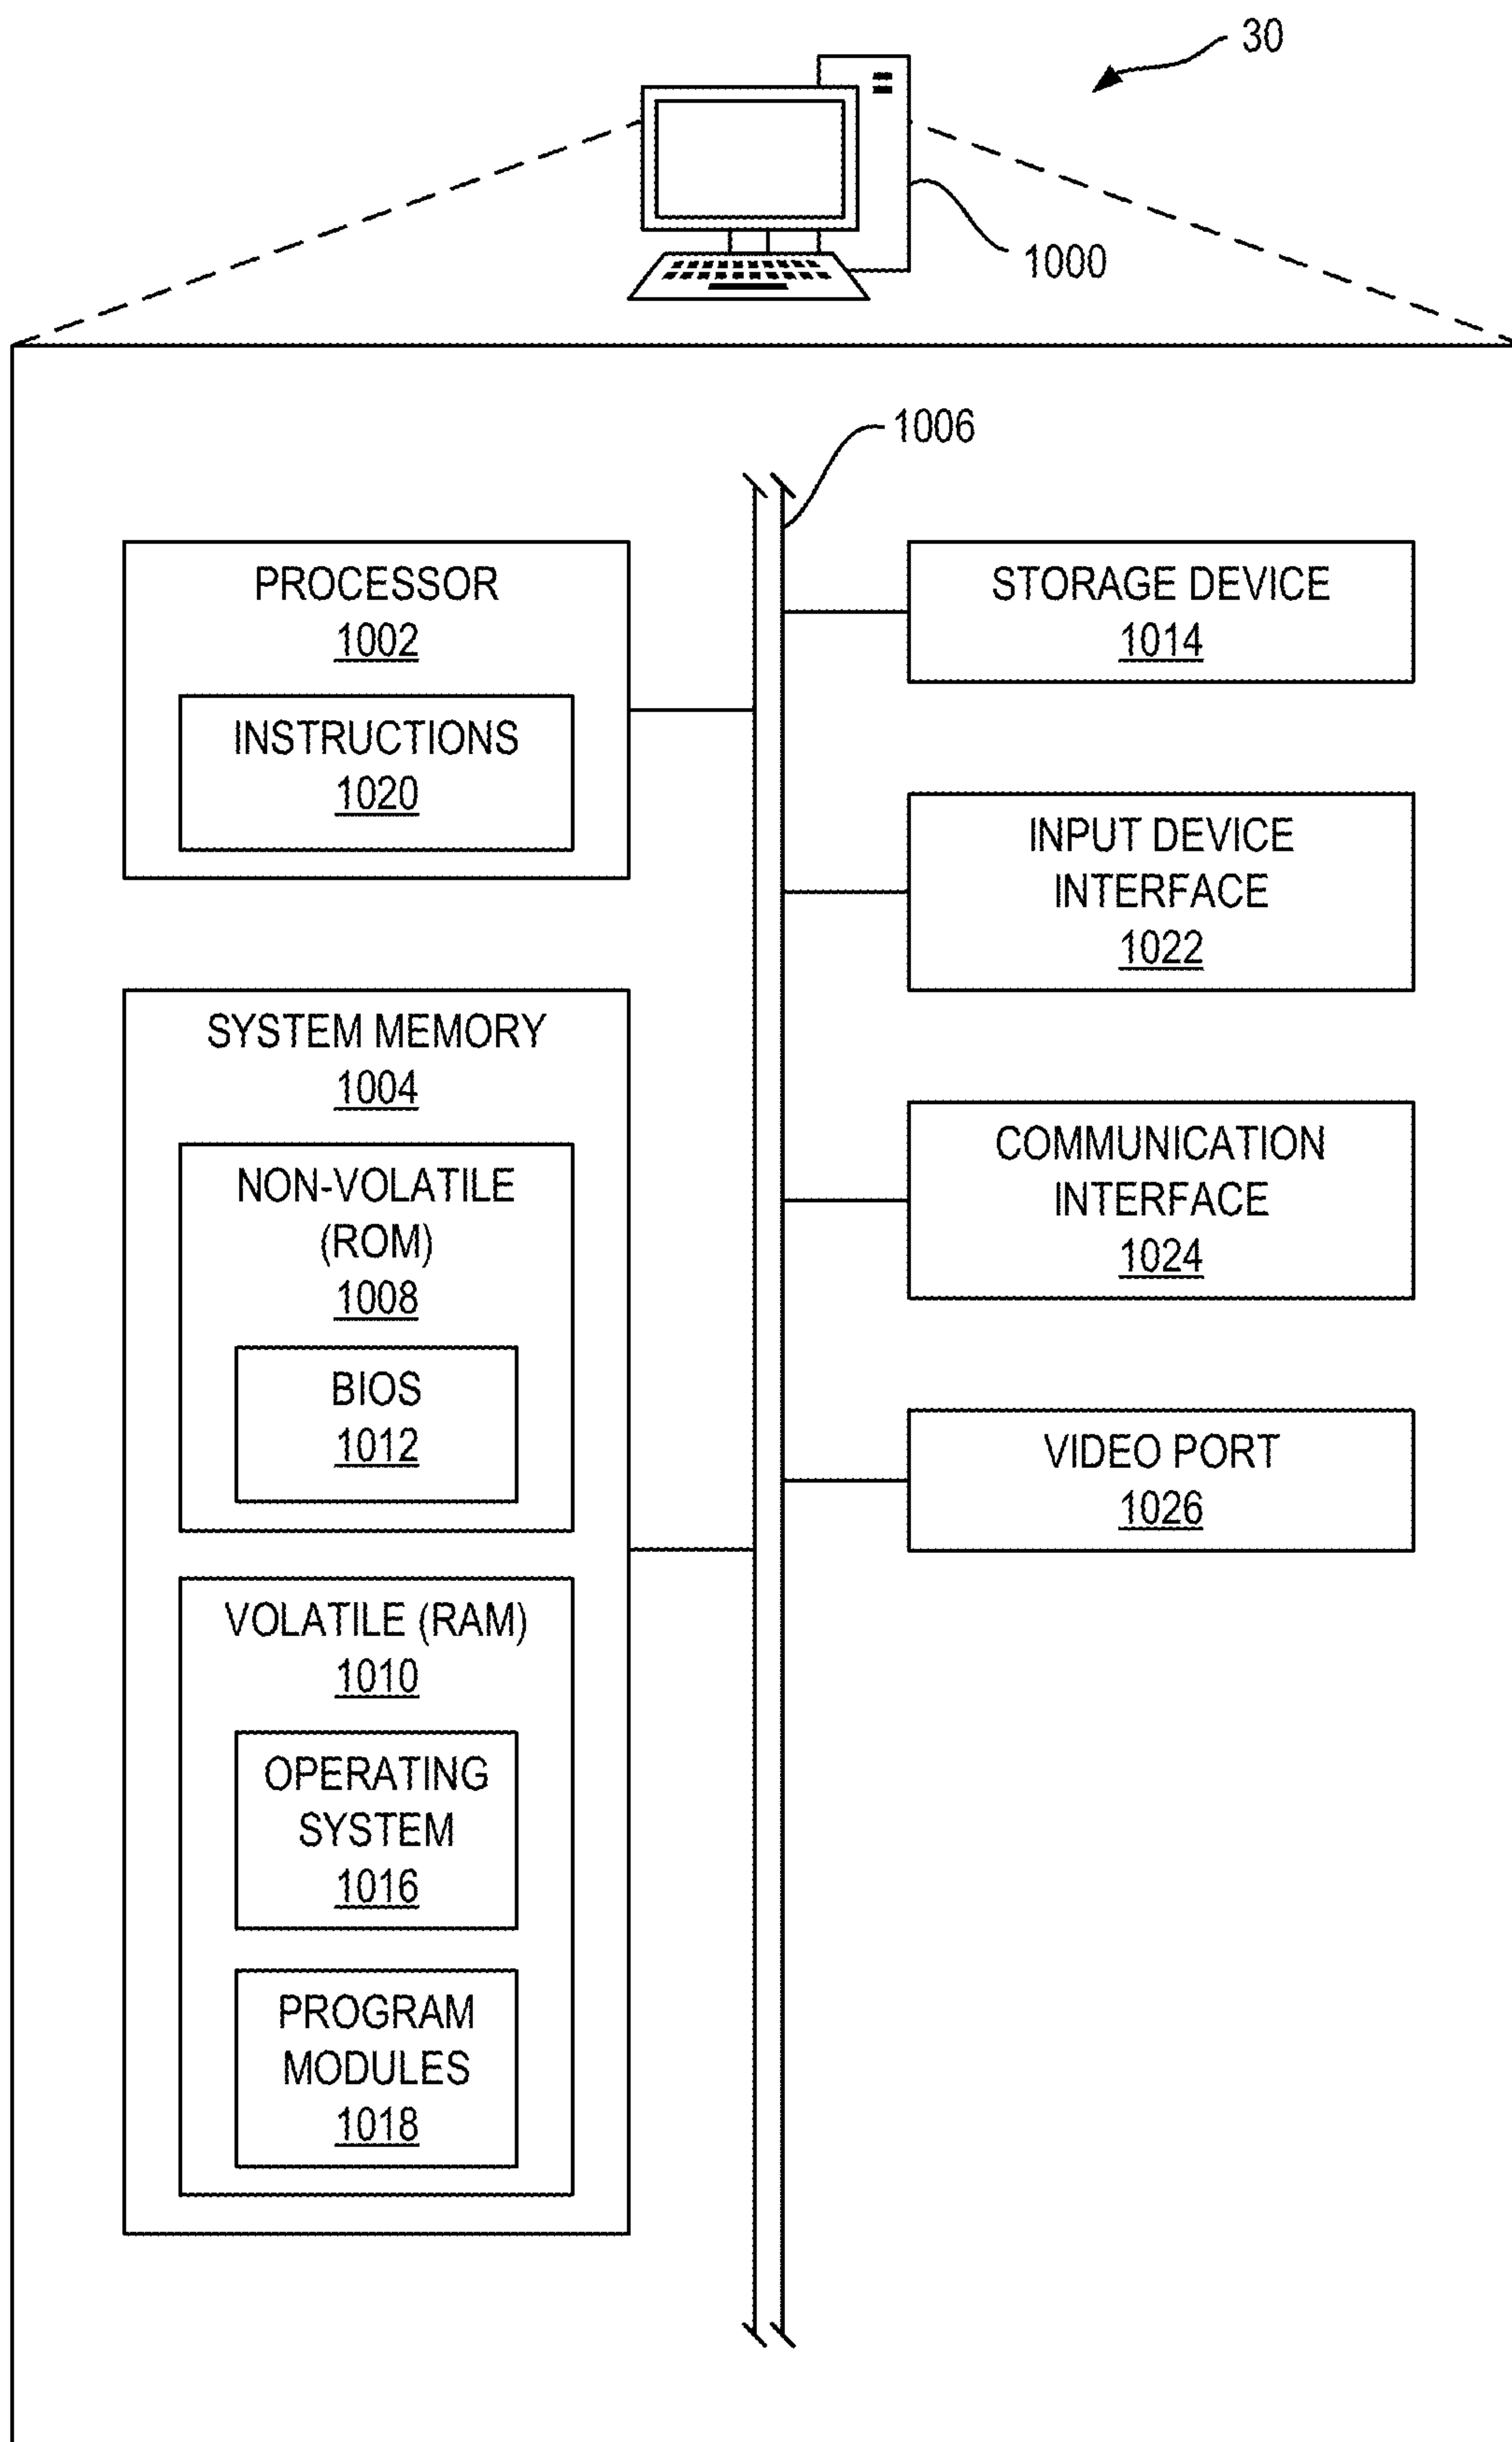 30
1000
1006
PROCESSOR
1002
INSTRUCTIONS
1020
SYSTEM MEMORY
1004
NON-VOLATILE
(ROM)
1008
BIOS
1012
VOLATILE (RAM)
1010
OPERATING
SYSTEM
1016
PROGRAM
MODULES
1018
STORAGE DEVICE
1014
INPUT DEVICE
INTERFACE
1022
COMMUNICATION
INTERFACE
1024
VIDEO PORT
1026